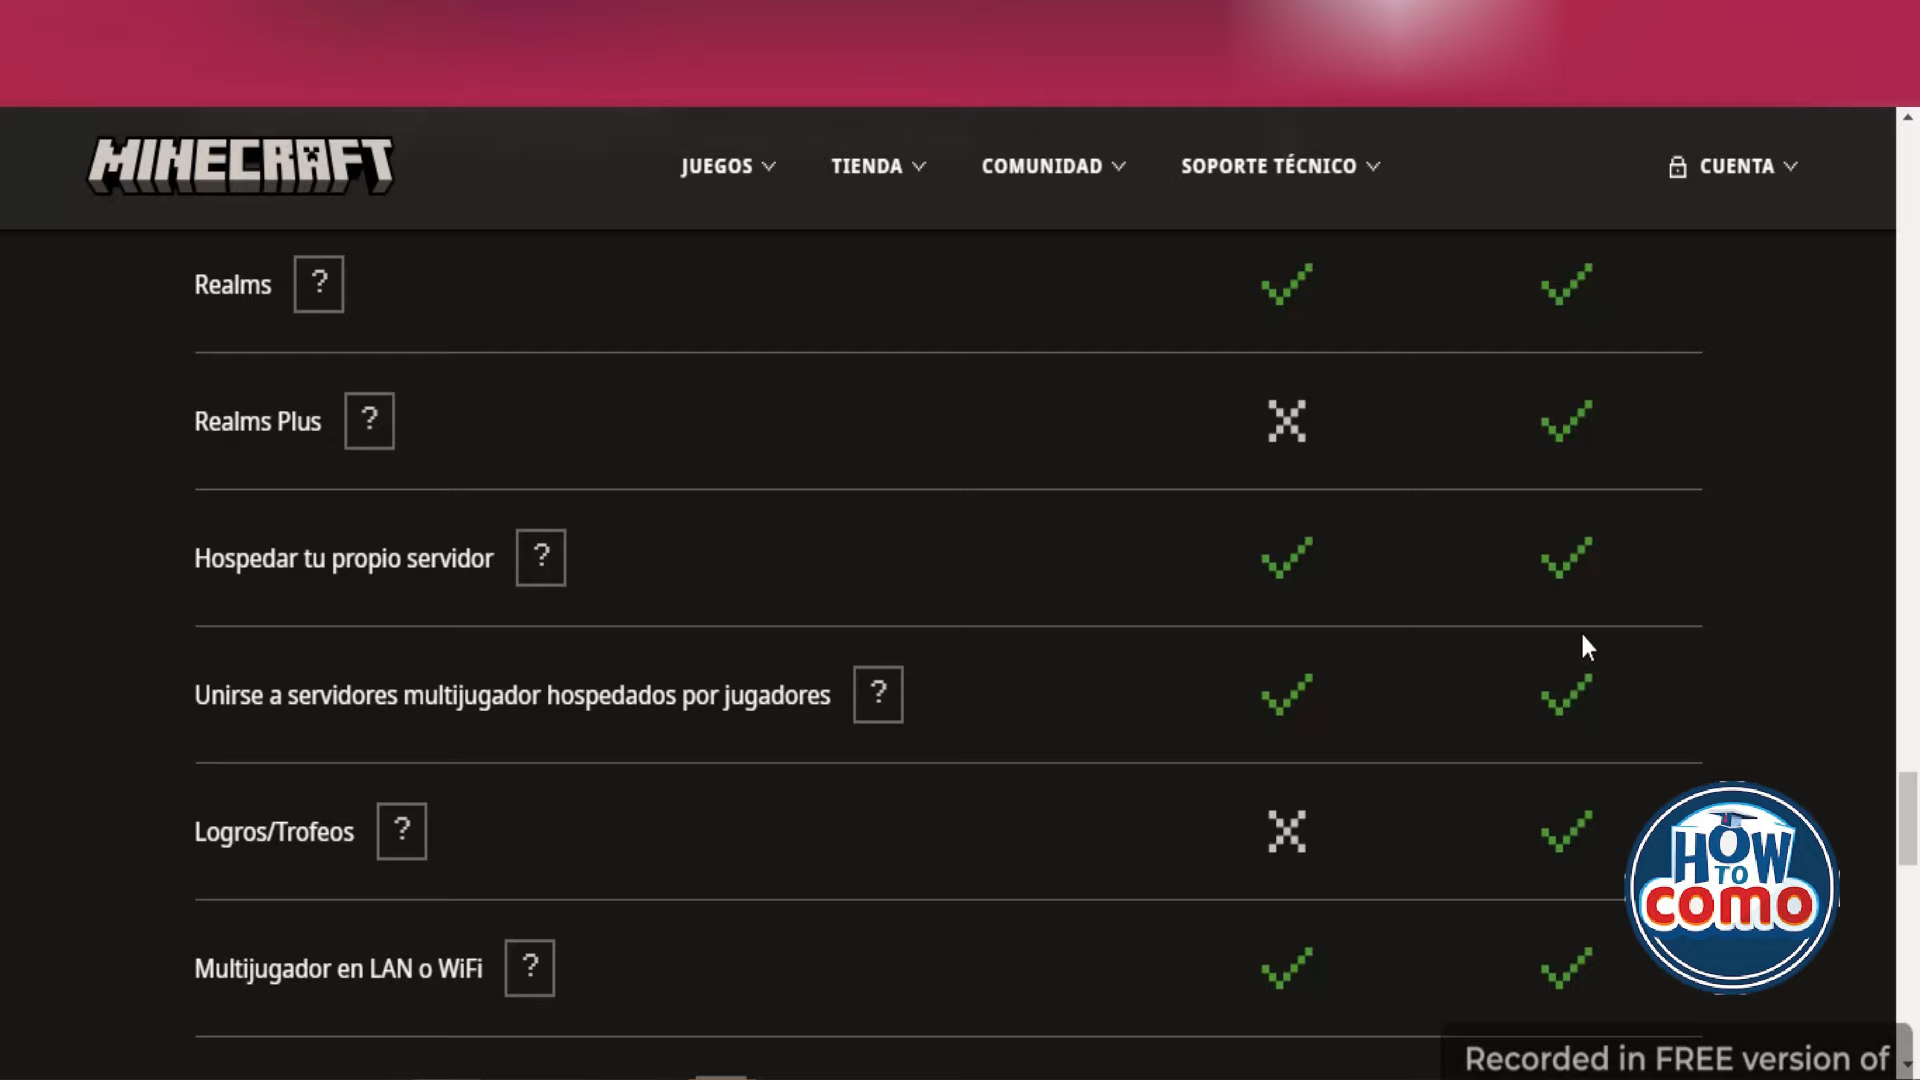 MINECRAFT
JUEGOS
TIENDA
COMUNIDAD
SOPORTE TÉCNICO
CUENTA
Realms ?
Realms Plus ?
Hospedar tu propio servidor ?
Unirse a servidores multijugador hospedados por jugadores ?
Logros/Trofeos ?
Multijugador en LAN o WiFi ?
HOW
TO
como
Recorded in FREE version of